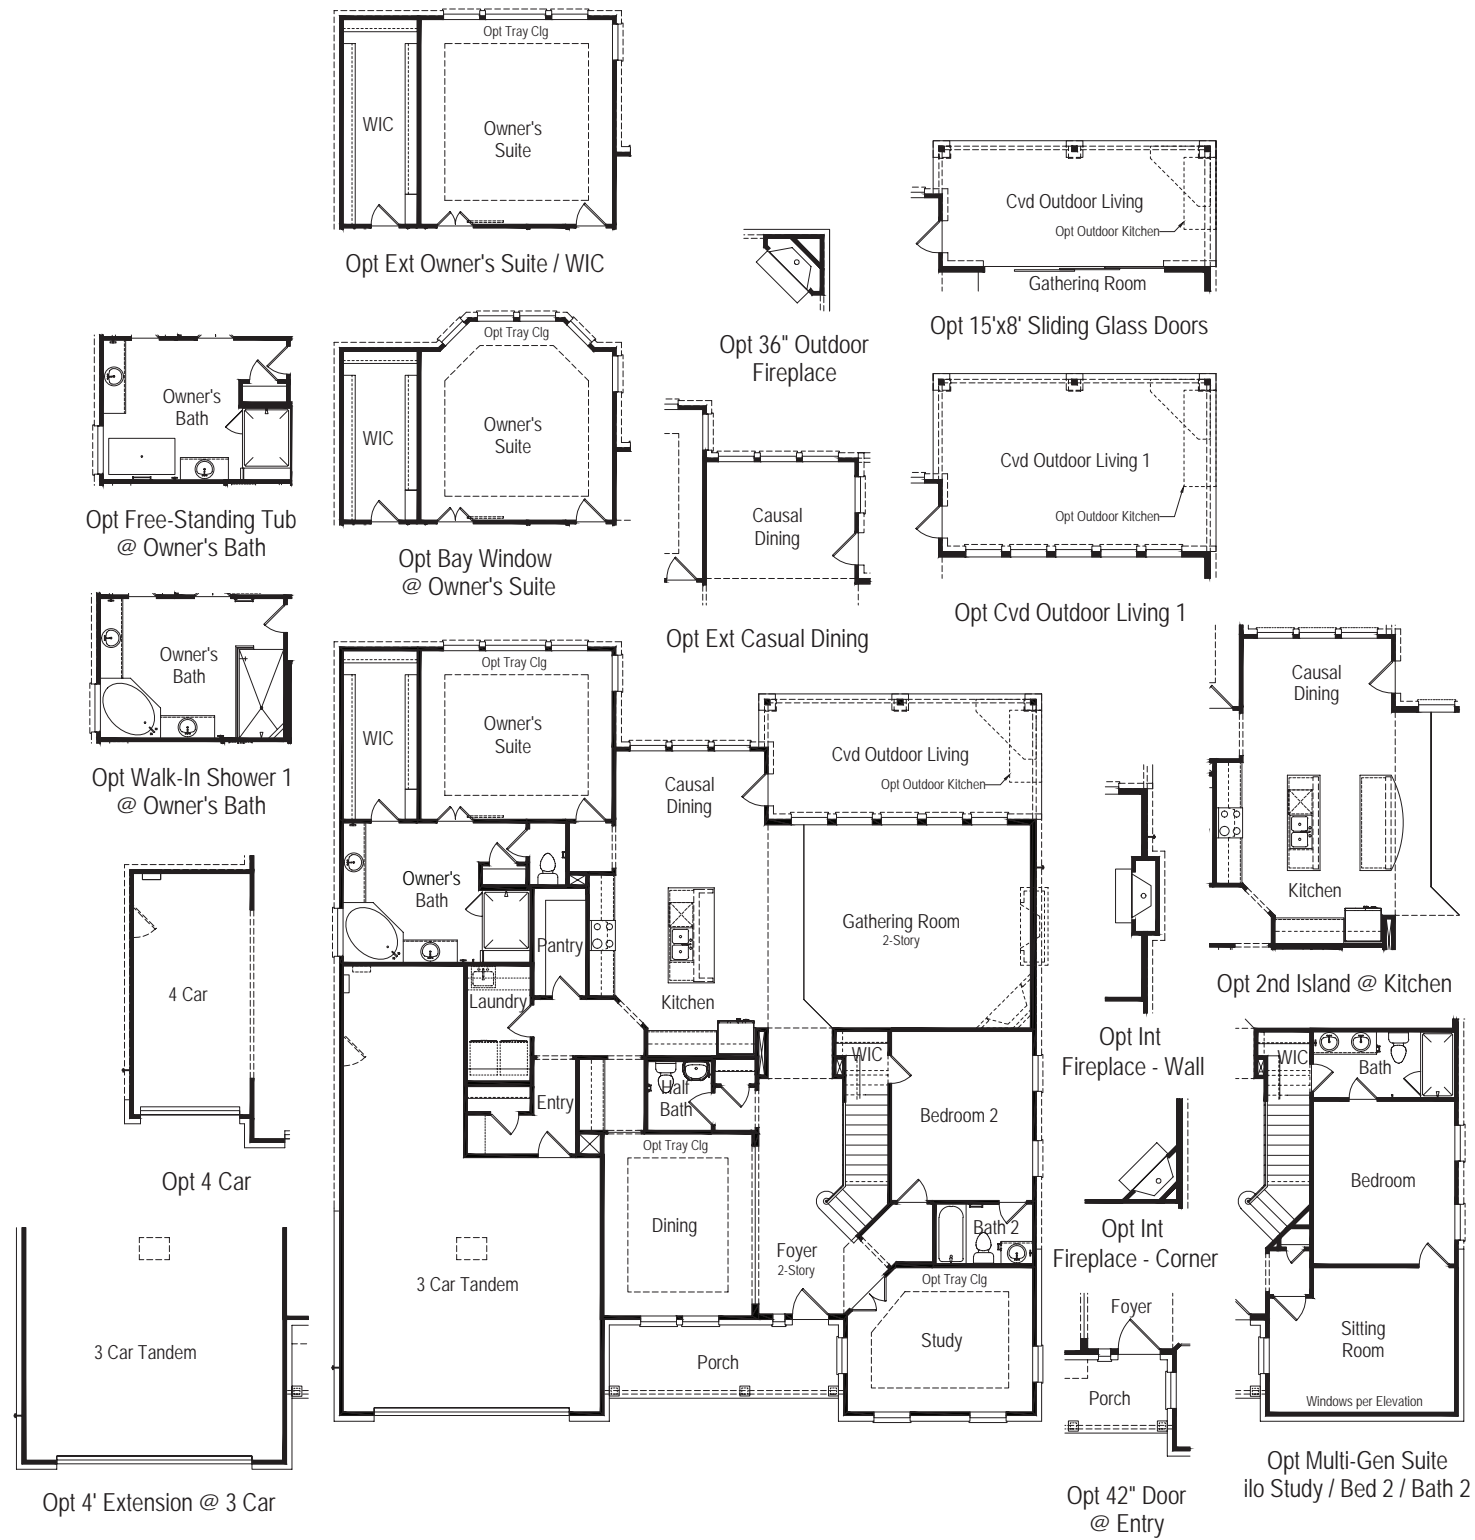 Opt Tray Clg
WIC
Owner's
Suite
Opt Ext Owner's Suite / WIC
Cvd Outdoor Living
Opt Outdoor Kitchen
Gathering Room
Opt 15'x8' Sliding Glass Doors
Opt 36" Outdoor
Fireplace
Owner's
Bath
Opt Free-Standing Tub
@ Owner's Bath
Opt Tray Clg
WIC
Owner's
Suite
Opt Bay Window
@ Owner's Suite
Causal
Dining
Opt Ext Casual Dining
Cvd Outdoor Living 1
Opt Outdoor Kitchen
Opt Cvd Outdoor Living 1
Owner's
Bath
Opt Walk-In Shower 1
@ Owner's Bath
Causal
Dining
Kitchen
Opt 2nd Island @ Kitchen
Opt Tray Clg
WIC
Owner's
Suite
Causal
Dining
Cvd Outdoor Living
Opt Outdoor Kitchen
Owner's
Bath
Pantry
Gathering Room
2-Story
Laundry
Kitchen
WIC
Half
Bath
Entry
Bedroom 2
Opt Tray Clg
Dining
Foyer
2-Story
Bath 2
Opt Tray Clg
3 Car Tandem
Study
Porch
4 Car
Opt 4 Car
3 Car Tandem
Opt 4' Extension @ 3 Car
Opt Int
Fireplace - Wall
Opt Int
Fireplace - Corner
Foyer
Porch
Opt 42" Door
@ Entry
WIC
Bath
Bedroom
Sitting
Room
Windows per Elevation
Opt Multi-Gen Suite
ilo Study / Bed 2 / Bath 2